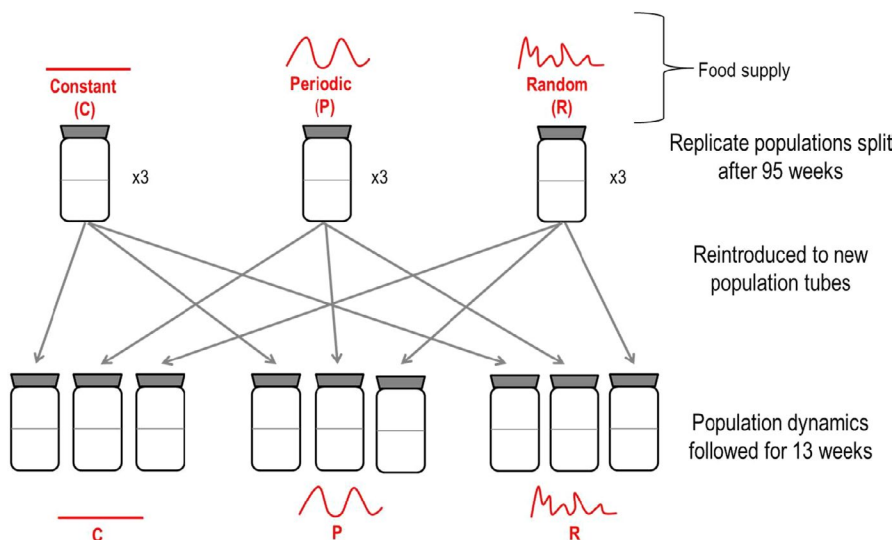 Constant
(C)
Periodic
(P)
Random
(R)
Food supply
x3
x3
x3
Replicate populations split
after 95 weeks
Reintroduced to new
population tubes
Population dynamics
followed for 13 weeks
C
P
R